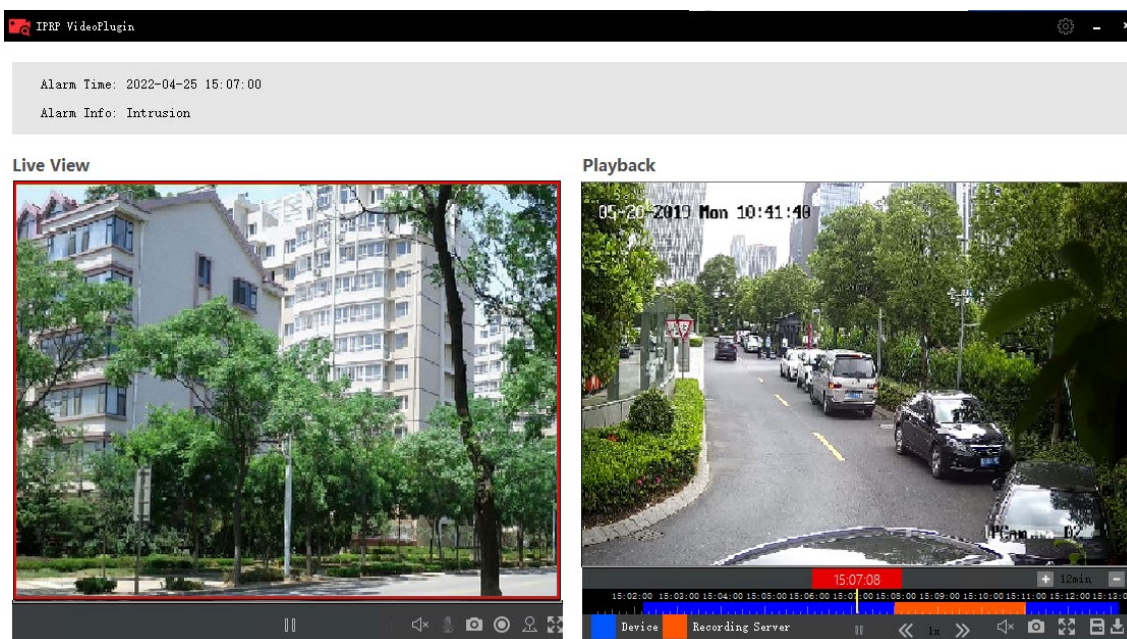 IPRP VideoPlugin
Alarm Time: 2022-04-25 15:07:00
Alarm Info: Intrusion
Live View
Playback
05-20-2019 Mon 10:41:40
15:07:08
12min
15:02:00 15:03:00 15:04:00 15:05:00 15:06:00 15:07:00 15:08:00 15:09:00 15:10:00 15:11:00 15:12:00 15:13:0
Device
Recording Server
1x